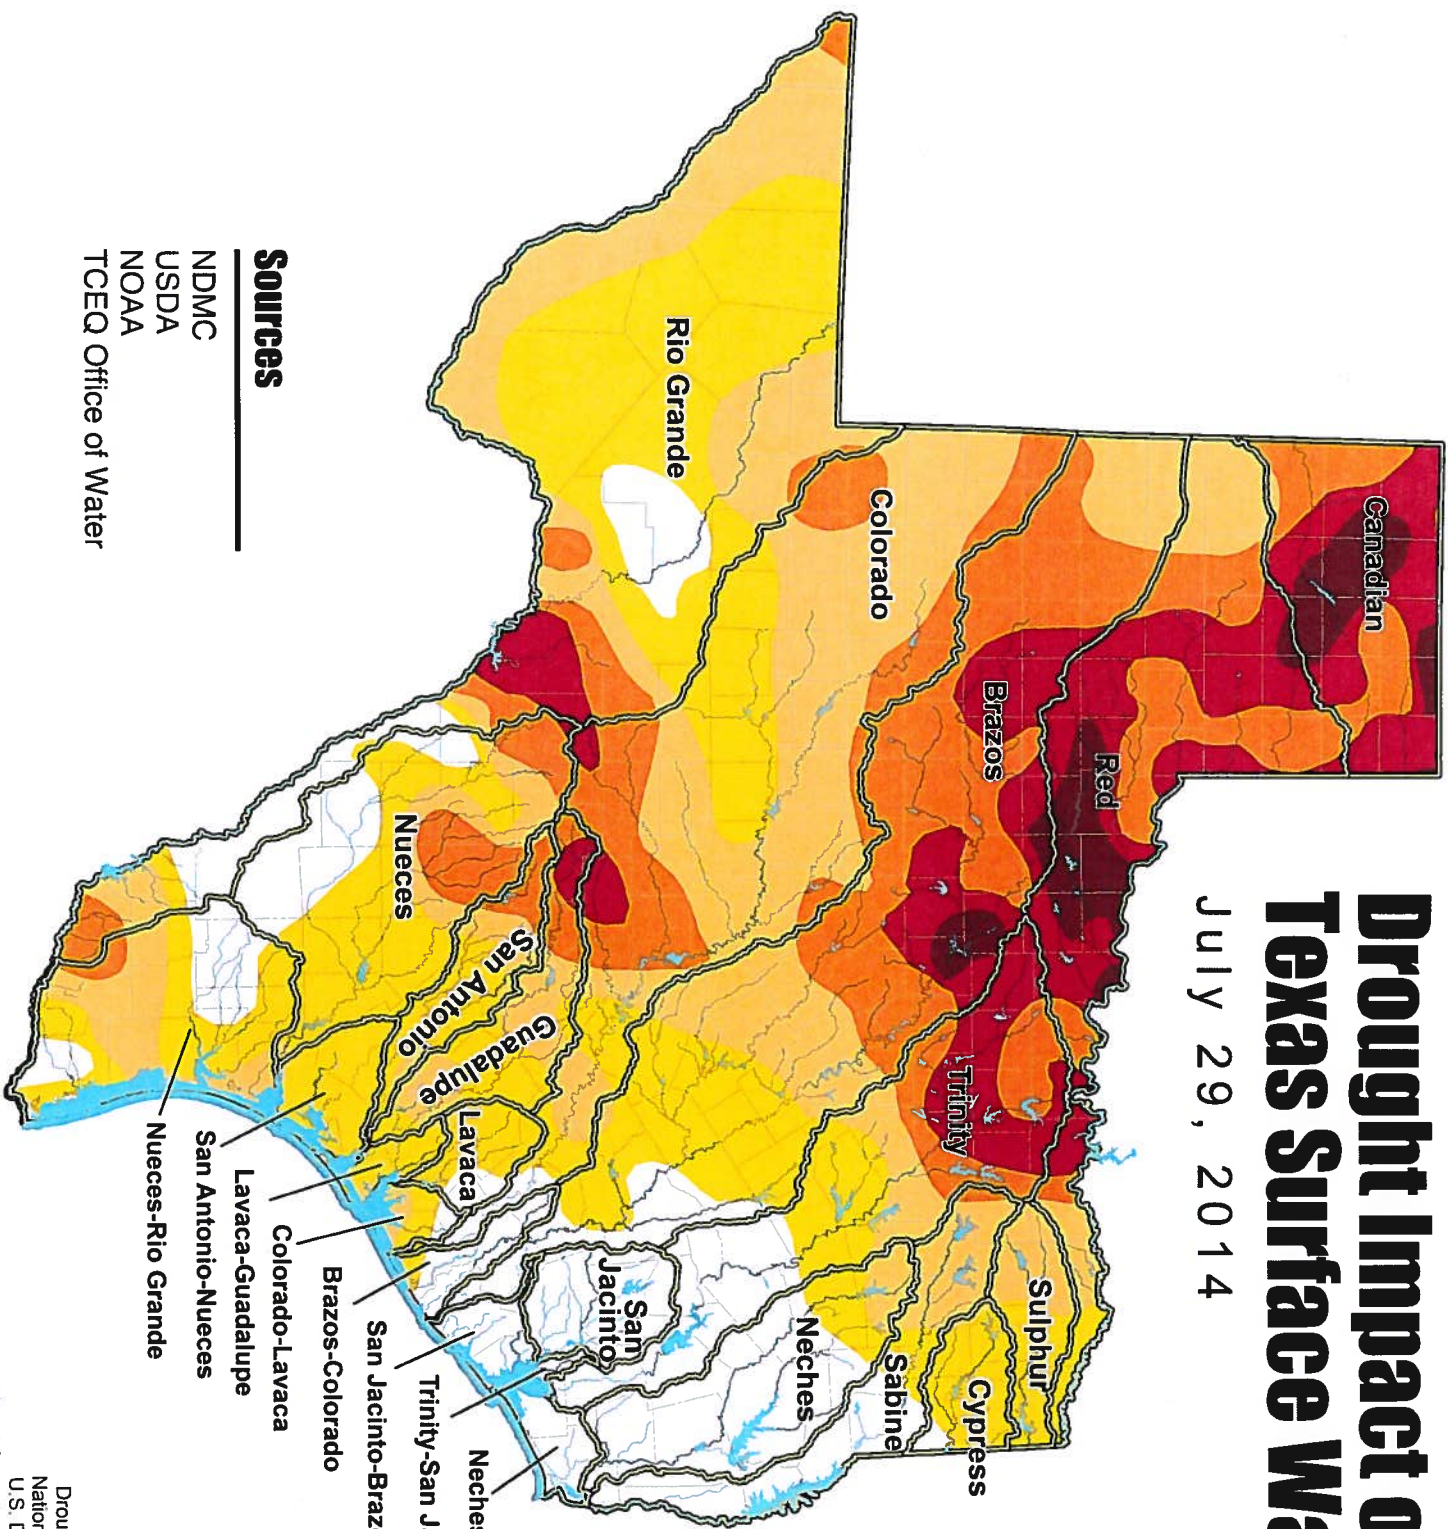 Drought Impact o
Texas Surface Wa
July 29, 2014
Canadian
Red
Brazos
Colorado
Rio Grande
Trinity
Sulphur
Cypress
Sabine
Neches
San
Jacinto
Lavaca
Guadalupe
San Antonio
Nueces
Neches
Trinity-San J
San Jacinto-Braz
Brazos-Colorado
Colorado-Lavaca
Lavaca-Guadalupe
San Antonio-Nueces
Nueces-Rio Grande
Sources
NDMC
USDA
NOAA
TCEQ Office of Water
Drou
Nation
U.S. D